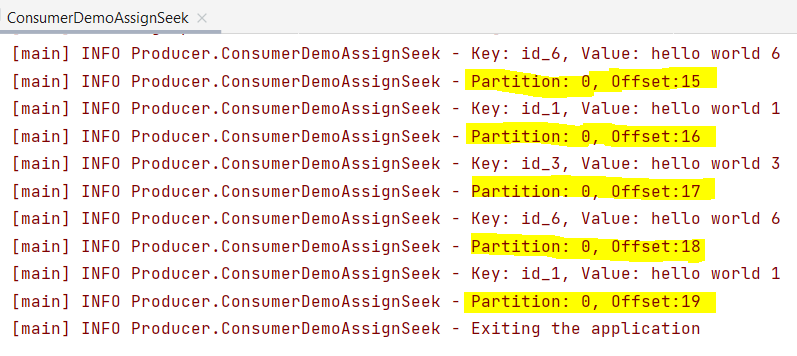 ConsumerDemoAssignSeek ×
[main] INFO Producer.ConsumerDemoAssignSeek - Key: id_6, Value: hello world 6
[main] INFO Producer.ConsumerDemoAssignSeek - Partition: 0, Offset:15
[main] INFO Producer.ConsumerDemoAssignSeek - Key: id_1, Value: hello world 1
[main] INFO Producer.ConsumerDemoAssignSeek - Partition: 0, Offset:16
[main] INFO Producer.ConsumerDemoAssignSeek - Key: id_3, Value: hello world 3
[main] INFO Producer.ConsumerDemoAssignSeek - Partition: 0, Offset:17
[main] INFO Producer.ConsumerDemoAssignSeek - Key: id_6, Value: hello world 6
[main] INFO Producer.ConsumerDemoAssignSeek - Partition: 0, Offset:18
[main] INFO Producer.ConsumerDemoAssignSeek - Key: id_1, Value: hello world 1
[main] INFO Producer.ConsumerDemoAssignSeek - Partition: 0, Offset:19
[main] INFO Producer.ConsumerDemoAssignSeek - Exiting the application